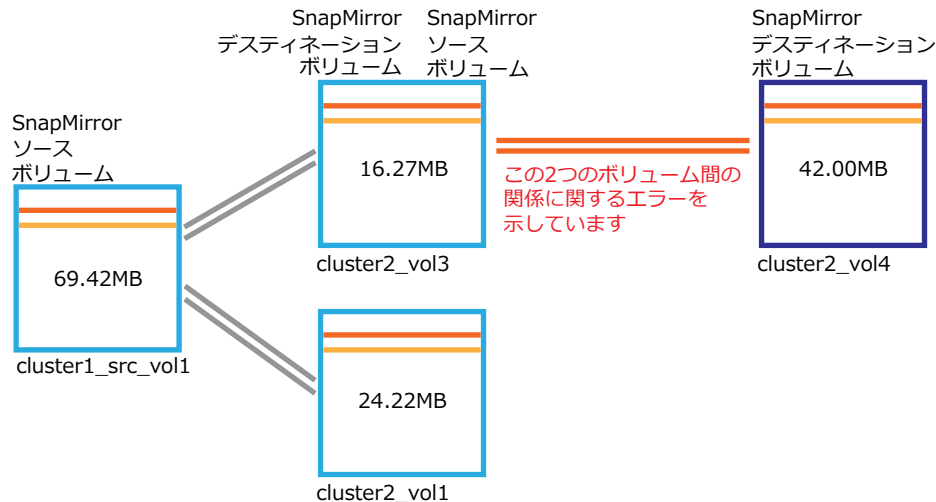 SnapMirror
デスティネーション
ボリューム
SnapMirror
ソース
ボリューム
SnapMirror
デスティネーション
ボリューム
SnapMirror
ソース
ボリューム
16.27MB
この2つのボリューム間の
関係に関するエラーを
示しています
42.00MB
cluster2_vol3
cluster2_vol4
69.42MB
cluster1_src_vol1
24.22MB
cluster2_vol1